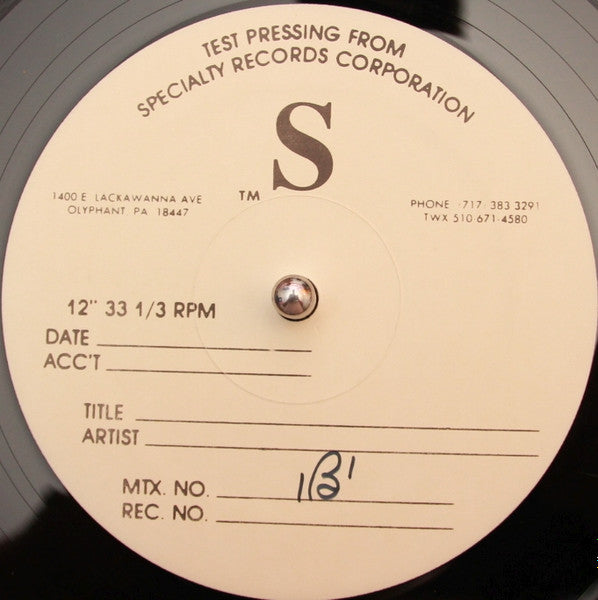 TEST PRESSING FROM
SPECIALTY RECORDS CORPORATION
S
TM
1400 E LACKAWANNA AVE
OLYPHANT PA 18447
PHONE 717 383 3291
TWX 510·671·4580
12" 33 1/3 RPM
DATE
ACC'T
TITLE
ARTIST
MTX. NO. 'B'
REC. NO.